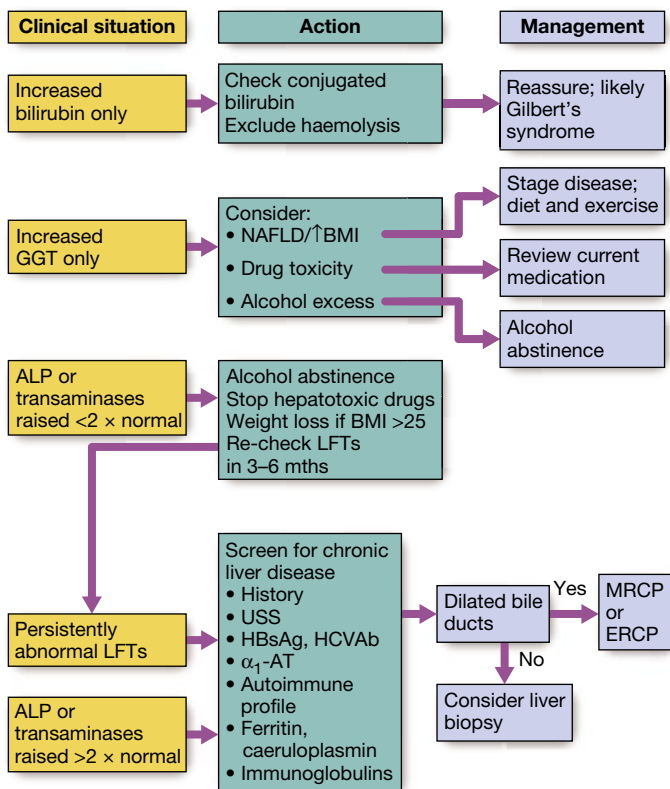 Clinical situation
Action
Management
Increased
bilirubin only
Check conjugated
bilirubin
Exclude haemolysis
Reassure; likely
Gilbert's
syndrome
Increased
GGT only
Consider:
• NAFLD/↑BMI
• Drug toxicity
• Alcohol excess
Stage disease;
diet and exercise
Review current
medication
Alcohol
abstinence
ALP or
transaminases
raised <2 × normal
Alcohol abstinence
Stop hepatotoxic drugs
Weight loss if BMI >25
Re-check LFTs
in 3–6 mths
Persistently
abnormal LFTs
ALP or
transaminases
raised >2 × normal
Screen for chronic
liver disease
• History
• USS
• HBsAg, HCVAb
• α₁-AT
• Autoimmune
profile
• Ferritin,
caeruloplasmin
• Immunoglobulins
Dilated bile
ducts
Yes
MRCP
or
ERCP
No
Consider liver
biopsy